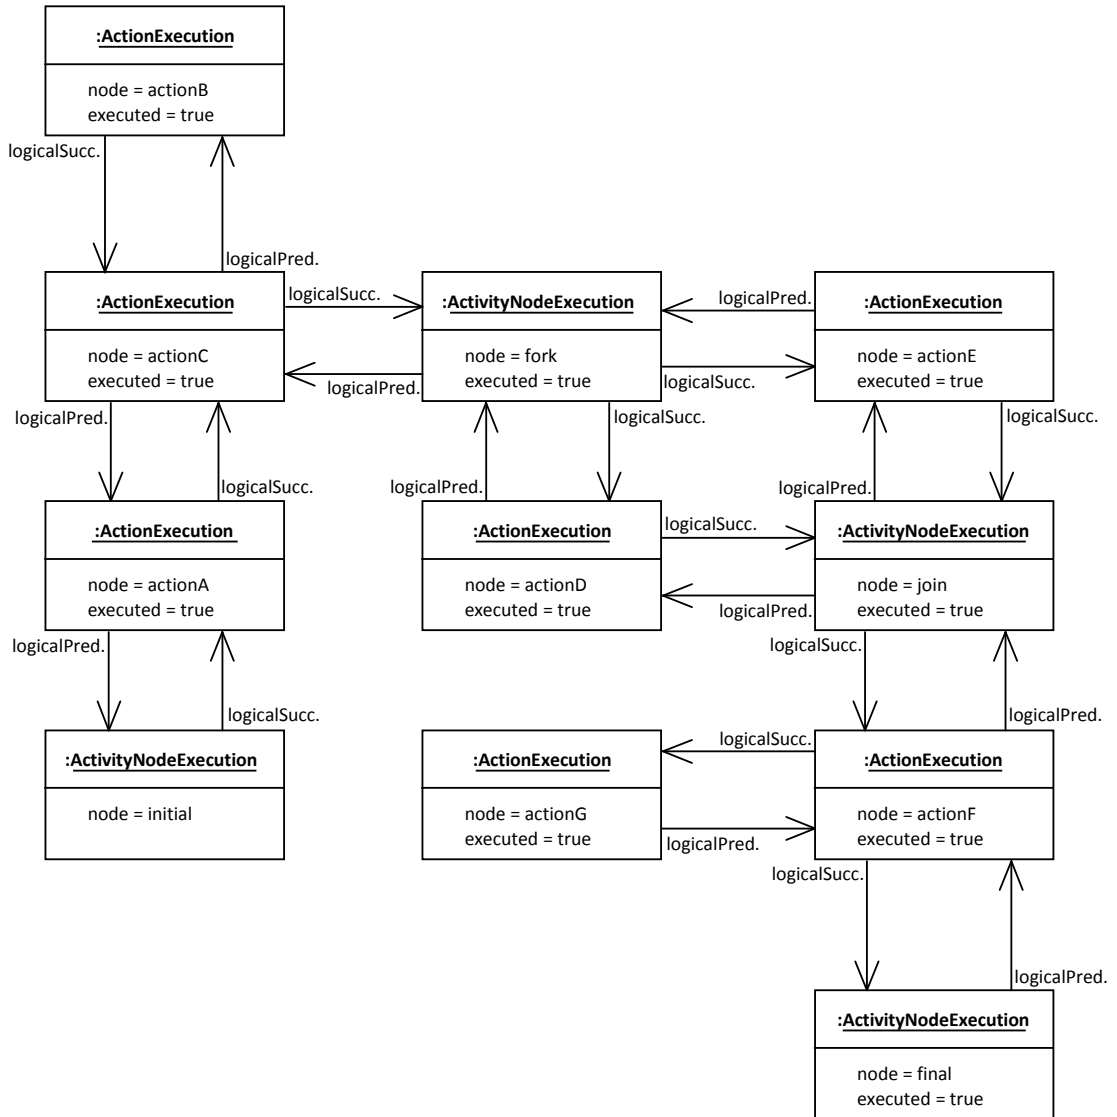 :ActionExecution
node = actionB
executed = true
logicalSucc.
logicalPred.
:ActionExecution
node = actionC
executed = true
logicalSucc.
logicalPred.
:ActivityNodeExecution
node = fork
executed = true
logicalPred.
logicalSucc.
:ActionExecution
node = actionE
executed = true
logicalPred.
logicalSucc.
logicalPred.
logicalSucc.
logicalPred.
logicalSucc.
:ActionExecution
node = actionA
executed = true
:ActionExecution
node = actionD
executed = true
logicalSucc.
logicalPred.
:ActivityNodeExecution
node = join
executed = true
logicalPred.
logicalSucc.
logicalSucc.
logicalPred.
:ActivityNodeExecution
node = initial
:ActionExecution
node = actionG
executed = true
logicalSucc.
logicalPred.
:ActionExecution
node = actionF
executed = true
logicalSucc.
logicalPred.
:ActivityNodeExecution
node = final
executed = true